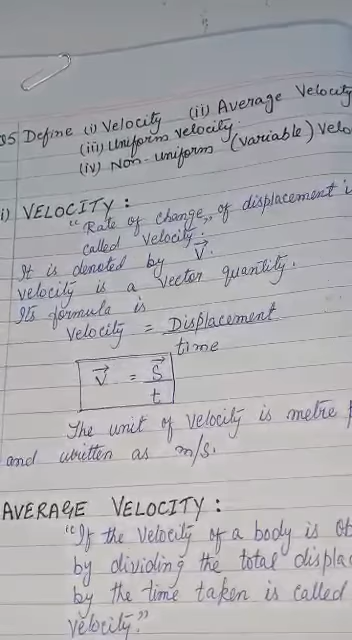 Q5 Define (i) Velocity (ii) Average Velocity
(iii) Uniform velocity
(iv) Non-uniform (variable) Velo
i) VELOCITY:
"Rate of change of displacement i
called Velocity."
It is denoted by V⃗.
velocity is a vector quantity.
Its formula is
Velocity = Displacement
time
V⃗ = S⃗
t
The unit of velocity is metre p
and written as m/s.
AVERAGE VELOCITY:
"If the velocity of a body is ob
by dividing the total displac
by the time taken is called
velocity."